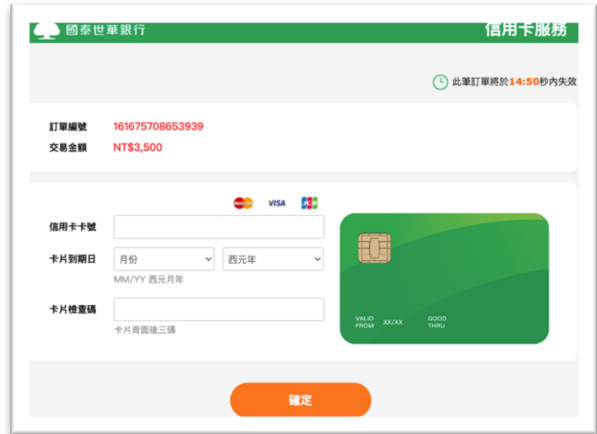 國泰世華銀行
信用卡服務
此筆訂單將於14:50秒內失效
訂單編號 161675708653939
交易金額 NT$3,500
MasterCard VISA JCB
信用卡卡號
卡片到期日 月份 西元年
MM/YY 西元月年
卡片檢查碼
卡片背面後三碼
VALID FROM XX/XX GOOD THRU
確定